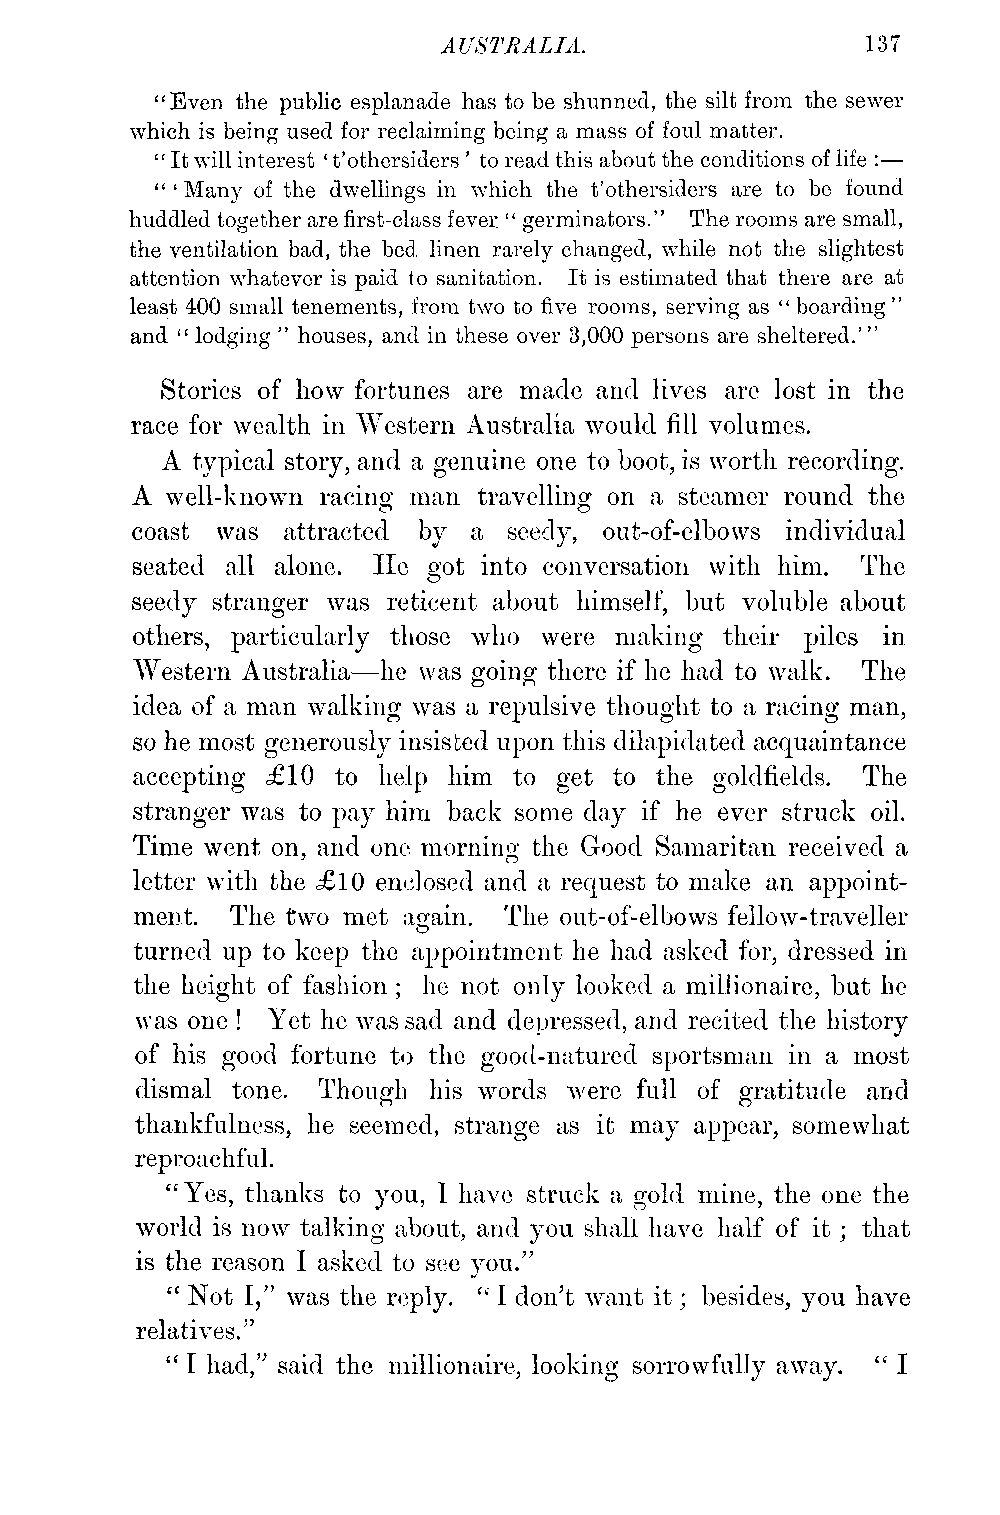 AUSTRALIA. 137
"Even the public esplanade has to be shunned, the silt from the sewer
which is being used for reclaiming being a mass of foul matter.
"It will interest 't'othersiders' to read this about the conditions of life :—
"'Many of the dwellings in which the t'othersiders are to be found
huddled together are first-class fever "germinators." The rooms are small,
the ventilation bad, the bed linen rarely changed, while not the slightest
attention whatever is paid to sanitation. It is estimated that there are at
least 400 small tenements, from two to five rooms, serving as "boarding"
and "lodging" houses, and in these over 3,000 persons are sheltered.'"
Stories of how fortunes are made and lives are lost in the
race for wealth in Western Australia would fill volumes.
A typical story, and a genuine one to boot, is worth recording.
A well-known racing man travelling on a steamer round the
coast was attracted by a seedy, out-of-elbows individual
seated all alone. He got into conversation with him. The
seedy stranger was reticent about himself, but voluble about
others, particularly those who were making their piles in
Western Australia—he was going there if he had to walk. The
idea of a man walking was a repulsive thought to a racing man,
so he most generously insisted upon this dilapidated acquaintance
accepting £10 to help him to get to the goldfields. The
stranger was to pay him back some day if he ever struck oil.
Time went on, and one morning the Good Samaritan received a
letter with the £10 enclosed and a request to make an appoint-
ment. The two met again. The out-of-elbows fellow-traveller
turned up to keep the appointment he had asked for, dressed in
the height of fashion; he not only looked a millionaire, but he
was one! Yet he was sad and depressed, and recited the history
of his good fortune to the good-natured sportsman in a most
dismal tone. Though his words were full of gratitude and
thankfulness, he seemed, strange as it may appear, somewhat
reproachful.
"Yes, thanks to you, I have struck a gold mine, the one the
world is now talking about, and you shall have half of it; that
is the reason I asked to see you."
"Not I," was the reply. "I don't want it; besides, you have
relatives."
"I had," said the millionaire, looking sorrowfully away. "I